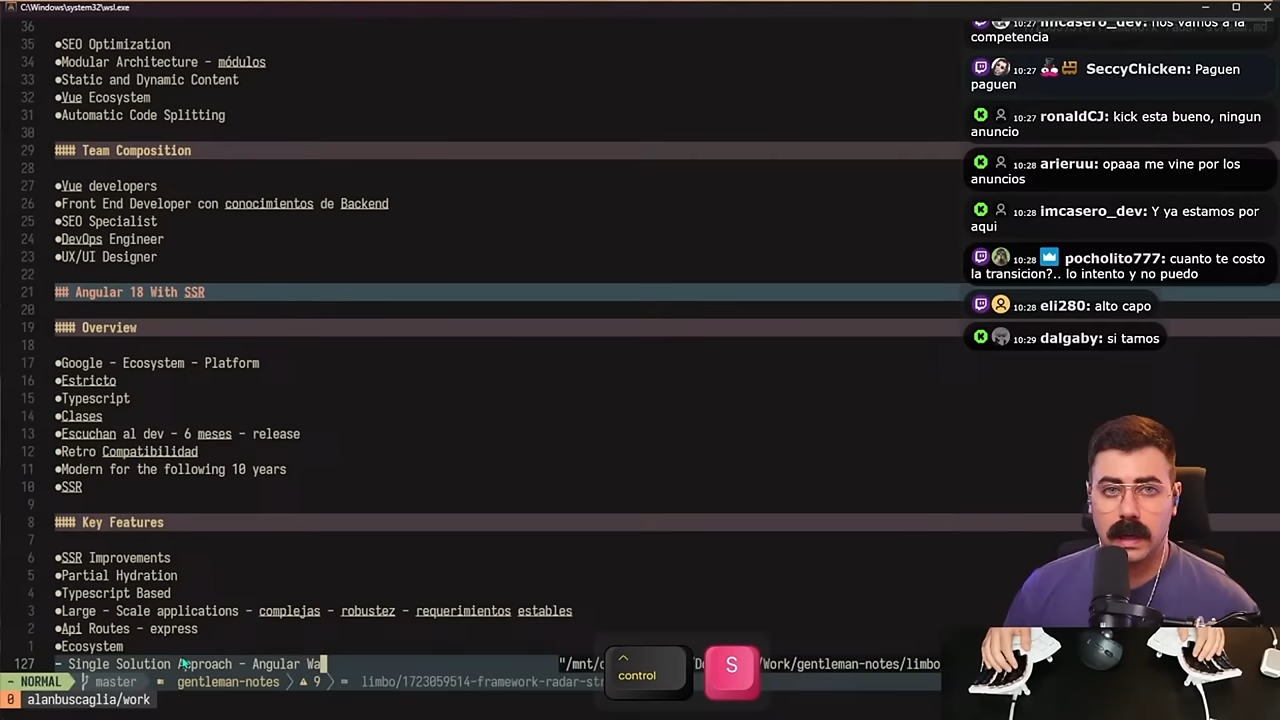 C:\Windows\system32\wsl.exe
36
35 •SEO Optimization
34 •Modular Architecture - módulos
33 •Static and Dynamic Content
32 •Vue Ecosystem
31 •Automatic Code Splitting
30
29 ### Team Composition
28
27 •Vue developers
26 •Front End Developer con conocimientos de Backend
25 •SEO Specialist
24 •DevOps Engineer
23 •UX/UI Designer
22
21 ## Angular 18 With SSR
20
19 ### Overview
18
17 •Google - Ecosystem - Platform
16 •Estricto
15 •Typescript
14 •Clases
13 •Escuchan al dev - 6 meses - release
12 •Retro Compatibilidad
11 •Modern for the following 10 years
10 •SSR
9
8 ### Key Features
7
6 •SSR Improvements
5 •Partial Hydration
4 •Typescript Based
3 •Large - Scale applications - complejas - robustez - requerimientos estables
2 •Api Routes - express
1 •Ecosystem
127 - Single Solution Approach - Angular Wa
"/mnt/c
Work/gentleman-notes/limbo
- NORMAL master gentleman-notes 9 limbo/1723059514-framework-radar-str
0 alanbuscaglia/work
^
control
S
10:27 imcasero_dev: nos vamos a la
competencia
10:27 SeccyChicken: Paguen
paguen
10:27 ronaldCJ: kick esta bueno, ningun
anuncio
10:28 arieruu: opaaa me vine por los
anuncios
10:28 imcasero_dev: Y ya estamos por
aqui
10:28 pocholito777: cuanto te costo
la transicion?.. lo intento y no puedo
10:28 eli280: alto capo
10:29 dalgaby: si tamos